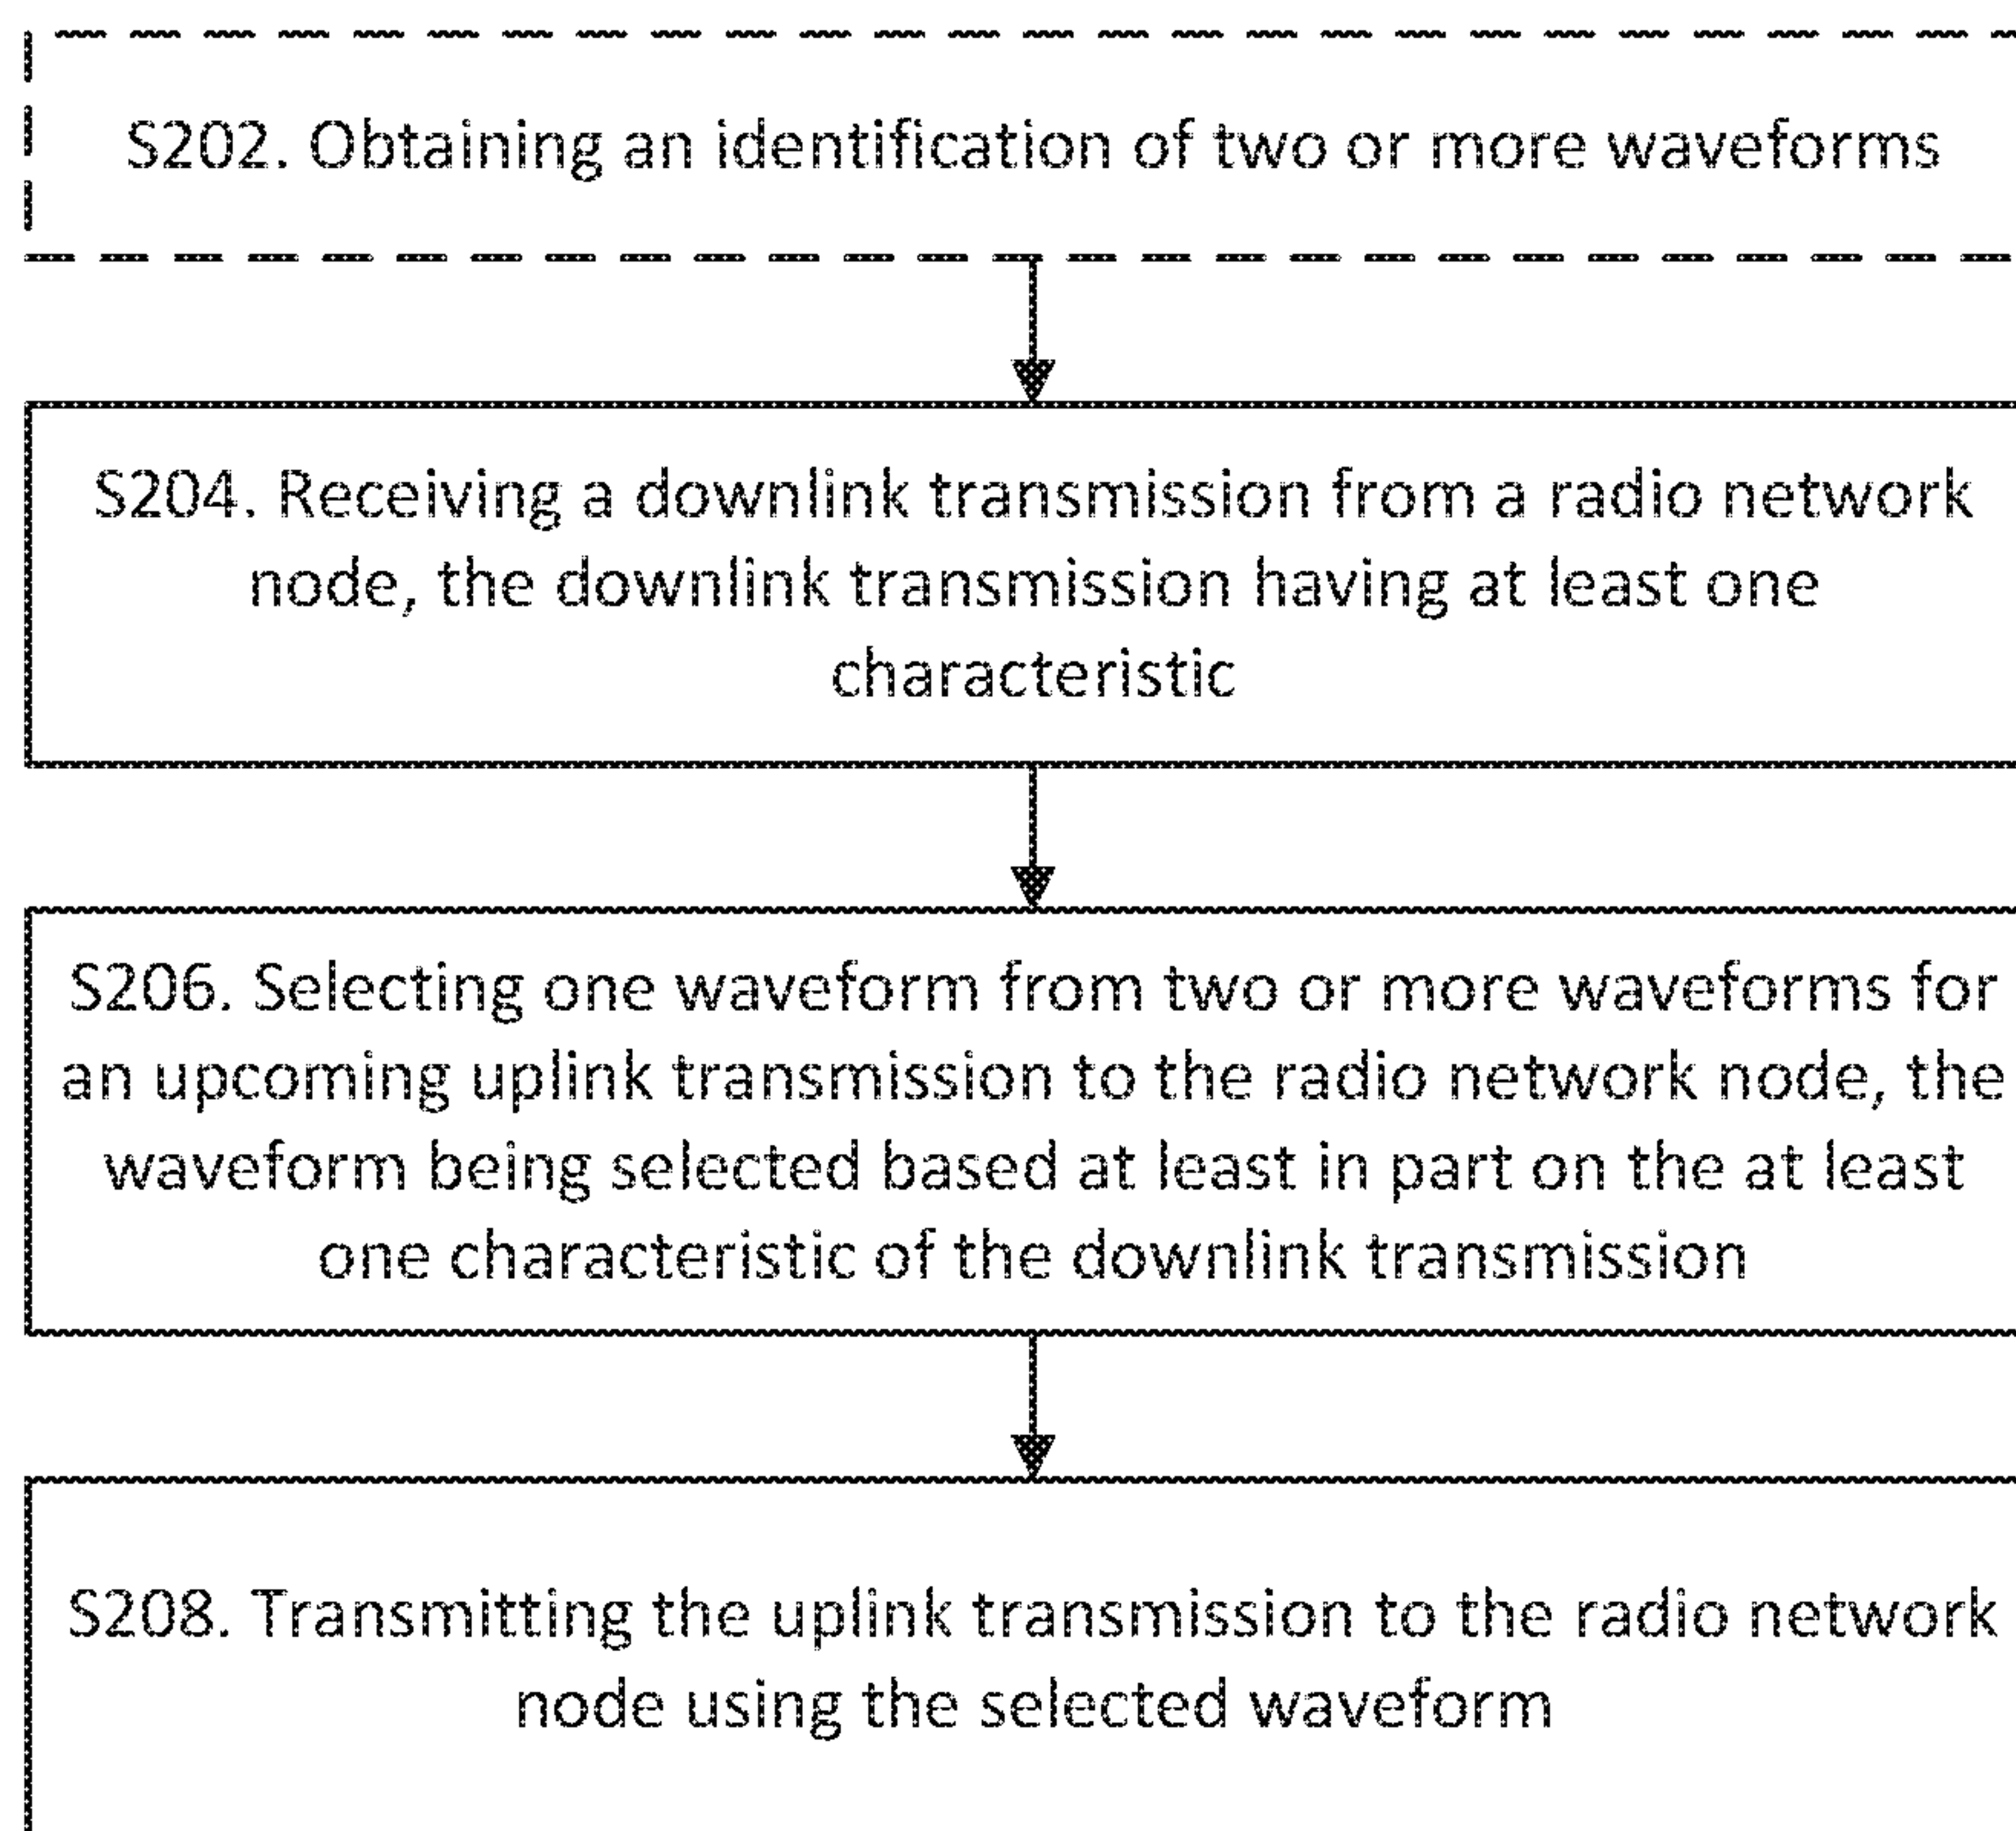 S202. Obtaining an identification of two or more waveforms
S204. Receiving a downlink transmission from a radio network
node, the downlink transmission having at least one
characteristic
S206. Selecting one waveform from two or more waveforms for
an upcoming uplink transmission to the radio network node, the
waveform being selected based at least in part on the at least
one characteristic of the downlink transmission
S208. Transmitting the uplink transmission to the radio network
node using the selected waveform